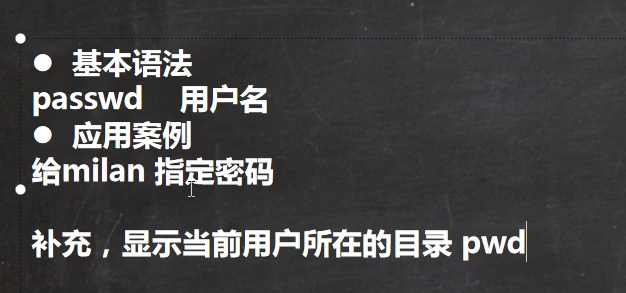 ● 基本语法
passwd 用户名
● 应用案例
给milan 指定密码
补充，显示当前用户所在的目录 pwd